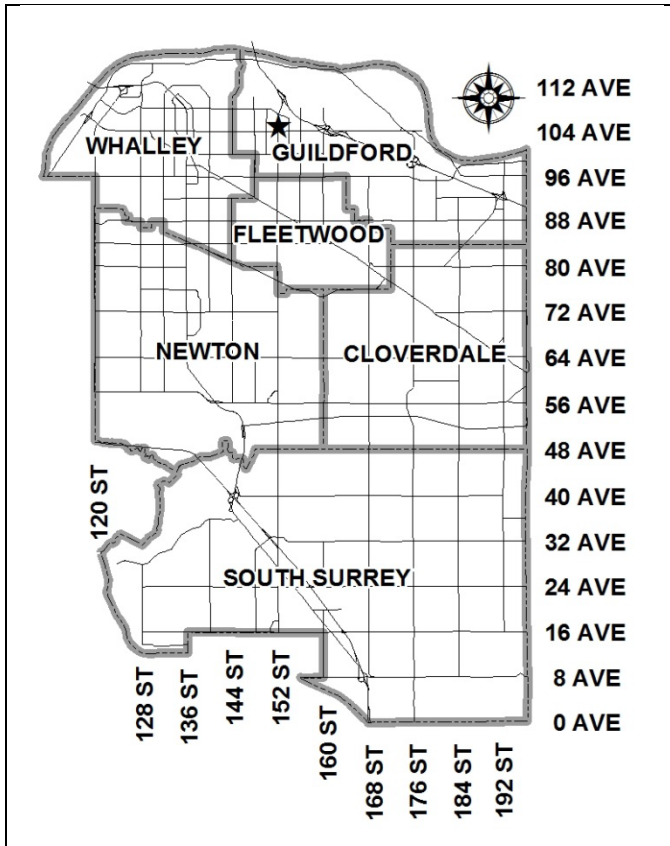 112 AVE
104 AVE
WHALLEY
GUILDFORD
96 AVE
88 AVE
FLEETWOOD
80 AVE
72 AVE
NEWTON
CLOVERDALE
64 AVE
56 AVE
48 AVE
120 ST
40 AVE
32 AVE
SOUTH SURREY
24 AVE
16 AVE
8 AVE
0 AVE
128 ST
136 ST
144 ST
152 ST
160 ST
168 ST
176 ST
184 ST
192 ST